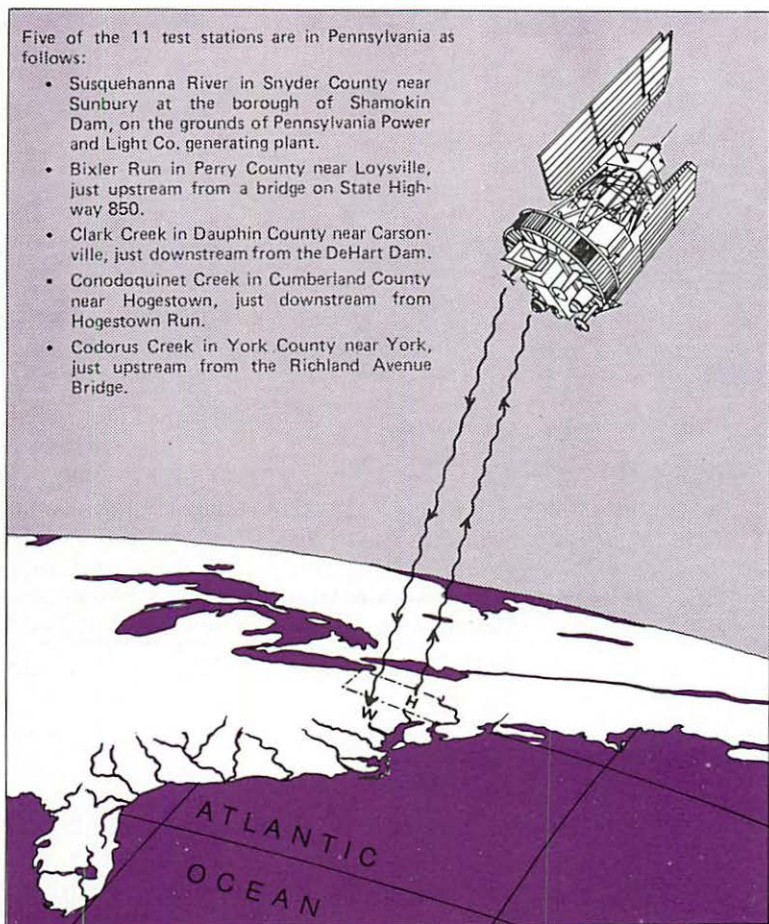 Five of the 11 test stations are in Pennsylvania as
follows:
• Susquehanna River in Snyder County near
Sunbury at the borough of Shamokin
Dam, on the grounds of Pennsylvania Power
and Light Co. generating plant.
• Bixler Run in Perry County near Loysville,
just upstream from a bridge on State High-
way 850.
• Clark Creek in Dauphin County near Carson-
ville, just downstream from the DeHart Dam.
• Conodoquinet Creek in Cumberland County
near Hogestown, just downstream from
Hogestown Run.
• Codorus Creek in York County near York,
just upstream from the Richland Avenue
Bridge.
W
H
ATLANTIC
OCEAN